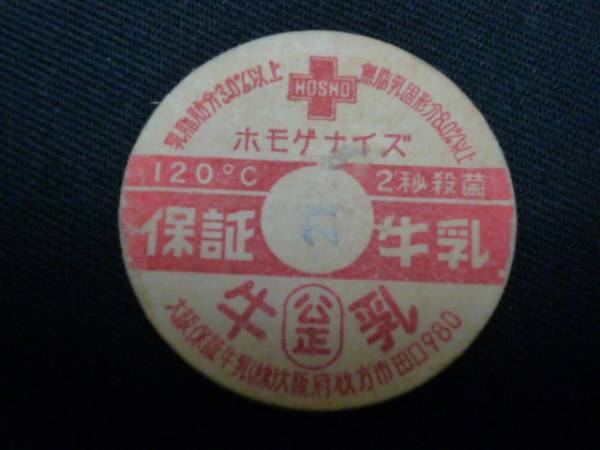 乳脂肪分3.0%以上
HOSHO
無脂乳固形分8.0%以上
ホモゲナイズ
120°C
2秒殺菌
保証
21
牛乳
牛
公正
乳
大阪保証牛乳(株)大阪府枚方市田口980